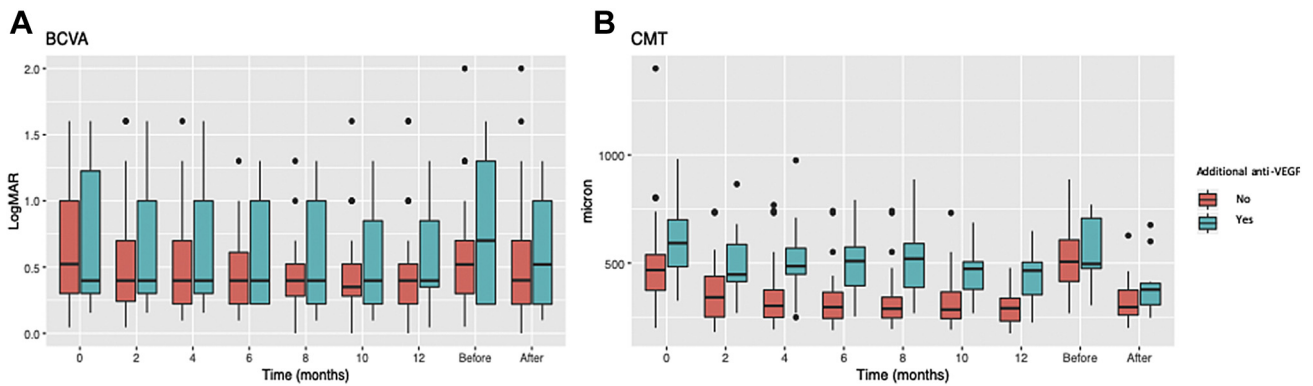 A
BCVA
2.0
1.5
1.0
0.5
0.0
LogMAR
0 2 4 6 8 10 12 Before After
Time (months)
B
CMT
1000
500
micron
0 2 4 6 8 10 12 Before After
Time (months)
Additional anti-VEGF
No
Yes